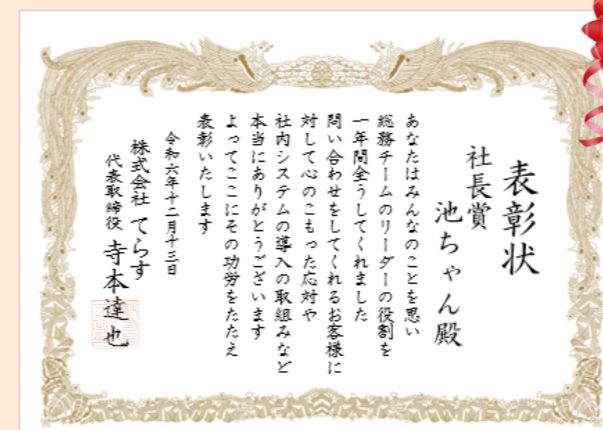 表彰状
社長賞
池ちゃん殿
あなたはみんなのことを思い
総務チームのリーダーの役割を
一年間全うしてくれました
問い合わせをしてくれるお客様に
対して心のこもった応対や
社内システムの導入の取組みなど
本当にありがとうございます
よってここにその功労をたたえ
表彰いたします
令和六年十二月十三日
株式会社 てらす
代表取締役 寺本達也